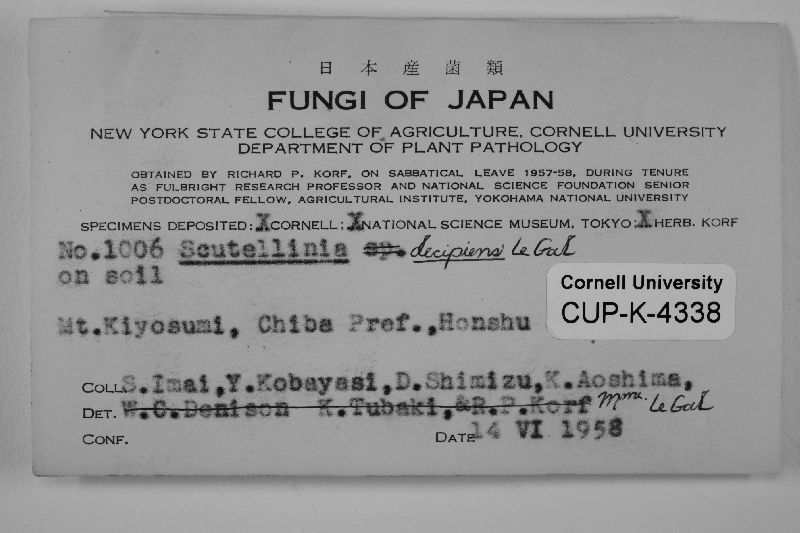 日本産菌類
FUNGI OF JAPAN
NEW YORK STATE COLLEGE OF AGRICULTURE, CORNELL UNIVERSITY
DEPARTMENT OF PLANT PATHOLOGY
OBTAINED BY RICHARD P. KORF, ON SABBATICAL LEAVE 1957-58, DURING TENURE
AS FULBRIGHT RESEARCH PROFESSOR AND NATIONAL SCIENCE FOUNDATION SENIOR
POSTDOCTORAL FELLOW, AGRICULTURAL INSTITUTE, YOKOHAMA NATIONAL UNIVERSITY
SPECIMENS DEPOSITED: X CORNELL; X NATIONAL SCIENCE MUSEUM, TOKYO; X HERB. KORF
No.1006 Scutellinia sp. decipiens Le Gal
on soil
Cornell University
CUP-K-4338
Mt.Kiyosumi, Chiba Pref.,Honshu
COLL. S.Imai,Y.Kobayasi,D.Shimizu,K.Aoshima,
DET. W.C.Denison K.Tubaki,&R.P.Korf Mme. Le Gal
CONF. DATE 14 VI 1958